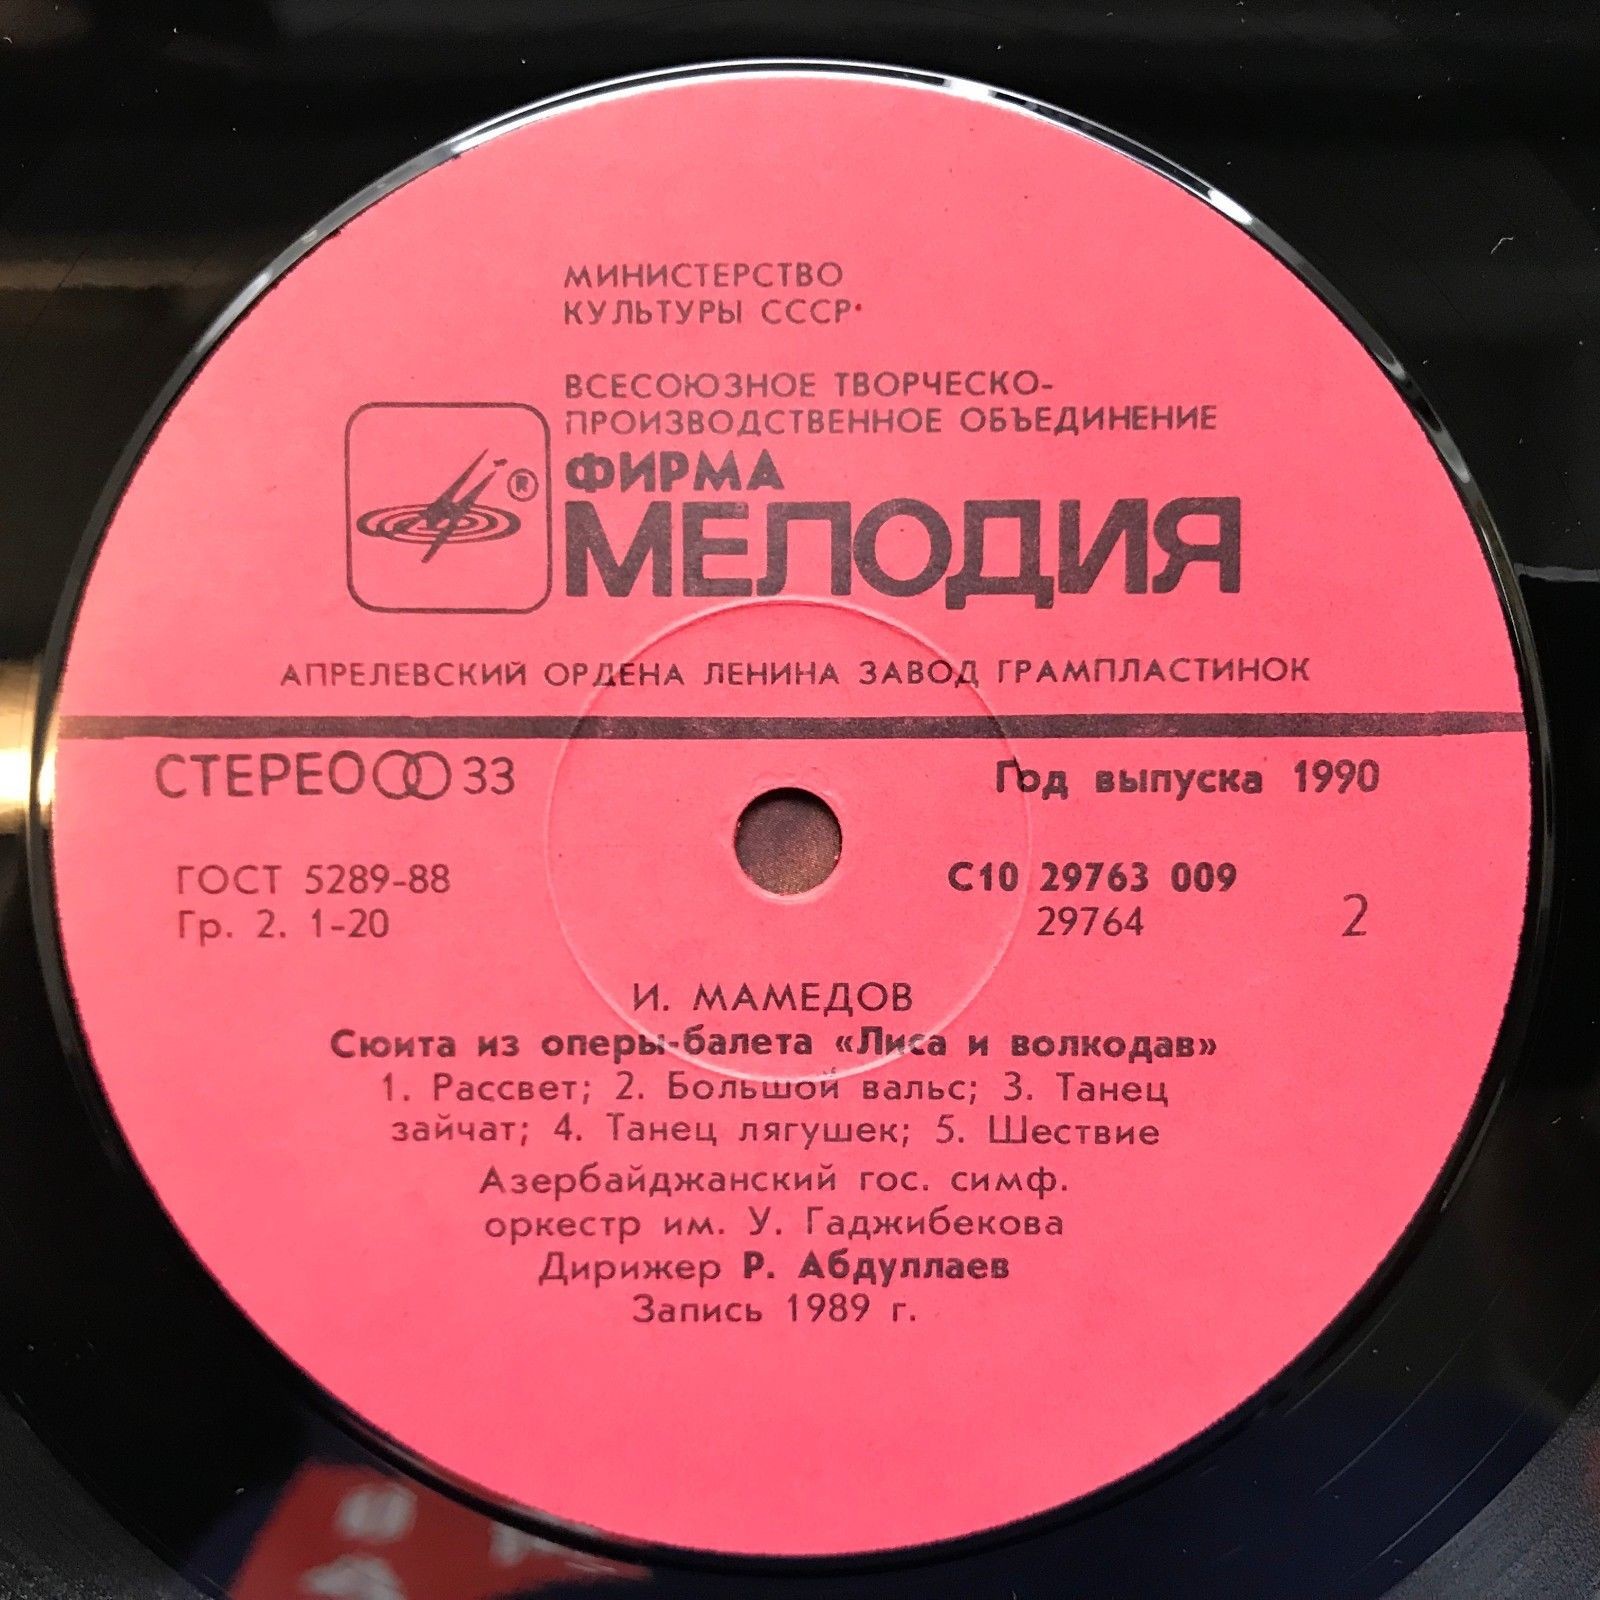 МИНИСТЕРСТВО
КУЛЬТУРЫ СССР
ВСЕСОЮЗНОЕ ТВОРЧЕСКО-
ПРОИЗВОДСТВЕННОЕ ОБЪЕДИНЕНИЕ
ФИРМА
®
МЕЛОДИЯ
АПРЕЛЕВСКИЙ ОРДЕНА ЛЕНИНА ЗАВОД ГРАМПЛАСТИНОК
СТЕРЕО 33
Год выпуска 1990
ГОСТ 5289-88
Гр. 2. 1-20
С10 29763 009
29764
2
И. МАМЕДОВ
Сюита из оперы-балета «Лиса и волкодав»
1. Рассвет; 2. Большой вальс; 3. Танец
зайчат; 4. Танец лягушек; 5. Шествие
Азербайджанский гос. симф.
оркестр им. У. Гаджибекова
Дирижер Р. Абдуллаев
Запись 1989 г.